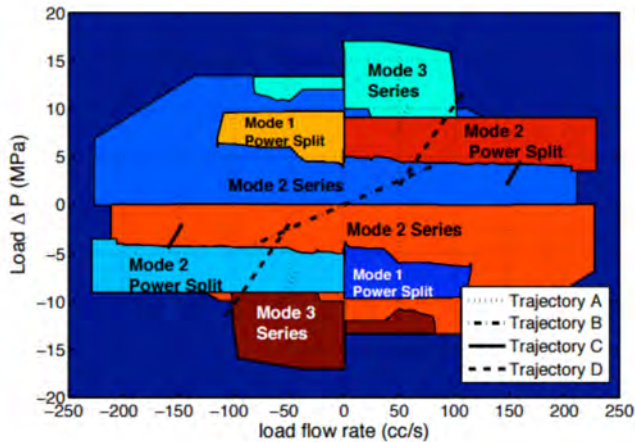 20
15
10
5
0
−5
−10
−15
−20
Load Δ P (MPa)
Mode 3
Series
Mode 1
Power Split
Mode 2
Power Split
Mode 2 Series
Mode 2 Series
Mode 2
Power Split
Mode 1
Power Split
Mode 3
Series
Trajectory A
Trajectory B
Trajectory C
Trajectory D
−250 −200 −150 −100 −50 0 50 100 150 200 250
load flow rate (cc/s)